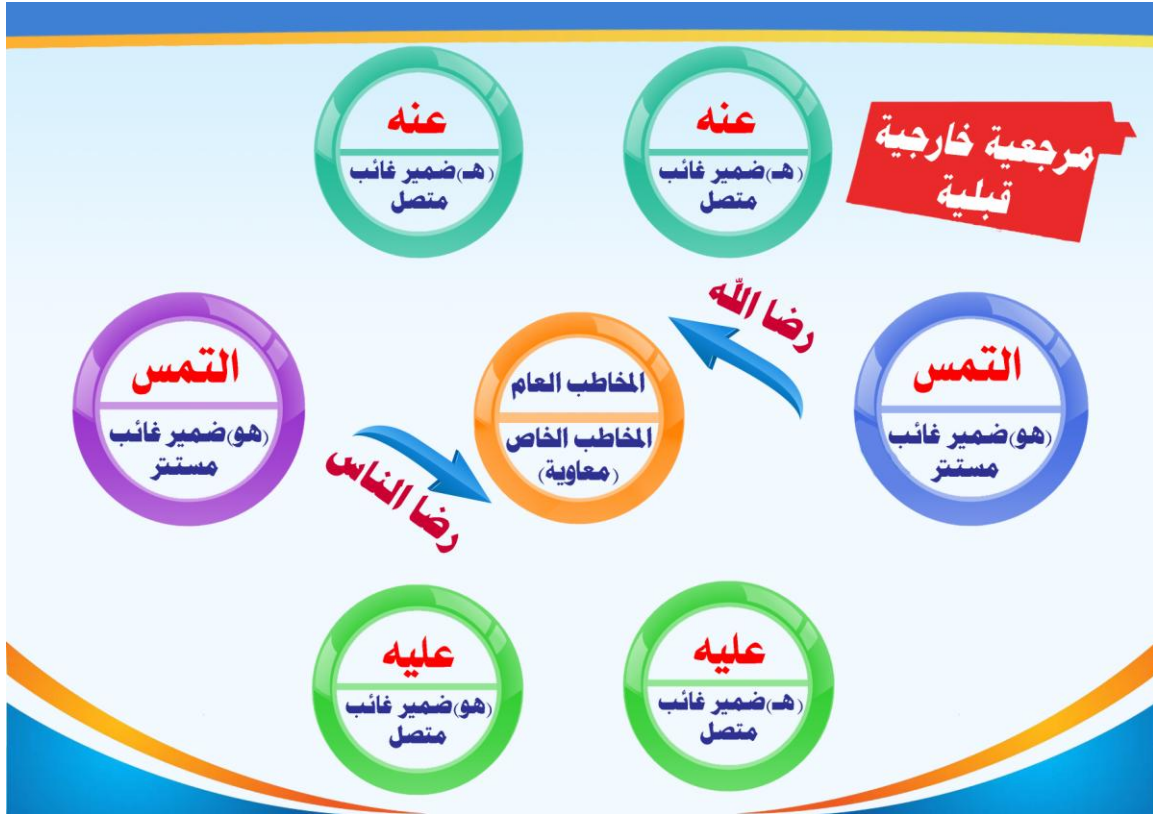 مرجعية خارجية
قبلية
عنه
(هـ)ضمير غائب
متصل
عنه
(هـ)ضمير غائب
متصل
رضا الله
التمس
(هو)ضمير غائب
مستتر
المخاطب العام
المخاطب الخاص
(معاوية)
التمس
(هو)ضمير غائب
مستتر
رضا الناس
عليه
(هـ)ضمير غائب
متصل
عليه
(هو)ضمير غائب
متصل